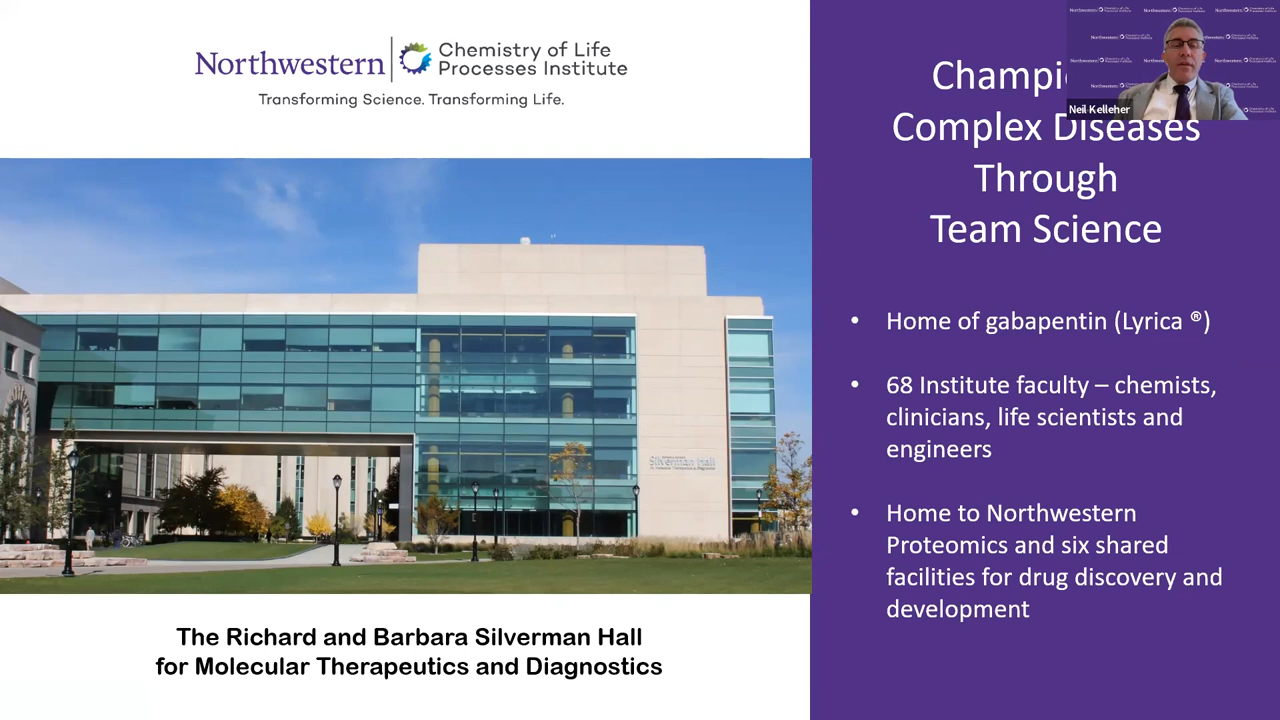 Northwestern
Chemistry of Life
Processes Institute
Transforming Science. Transforming Life.
Silverman Hall
The Richard and Barbara Silverman Hall
for Molecular Therapeutics and Diagnostics
Neil Kelleher
Complex Diseases
Through
Team Science
• Home of gabapentin (Lyrica ®)
• 68 Institute faculty – chemists,
clinicians, life scientists and
engineers
• Home to Northwestern
Proteomics and six shared
facilities for drug discovery and
development